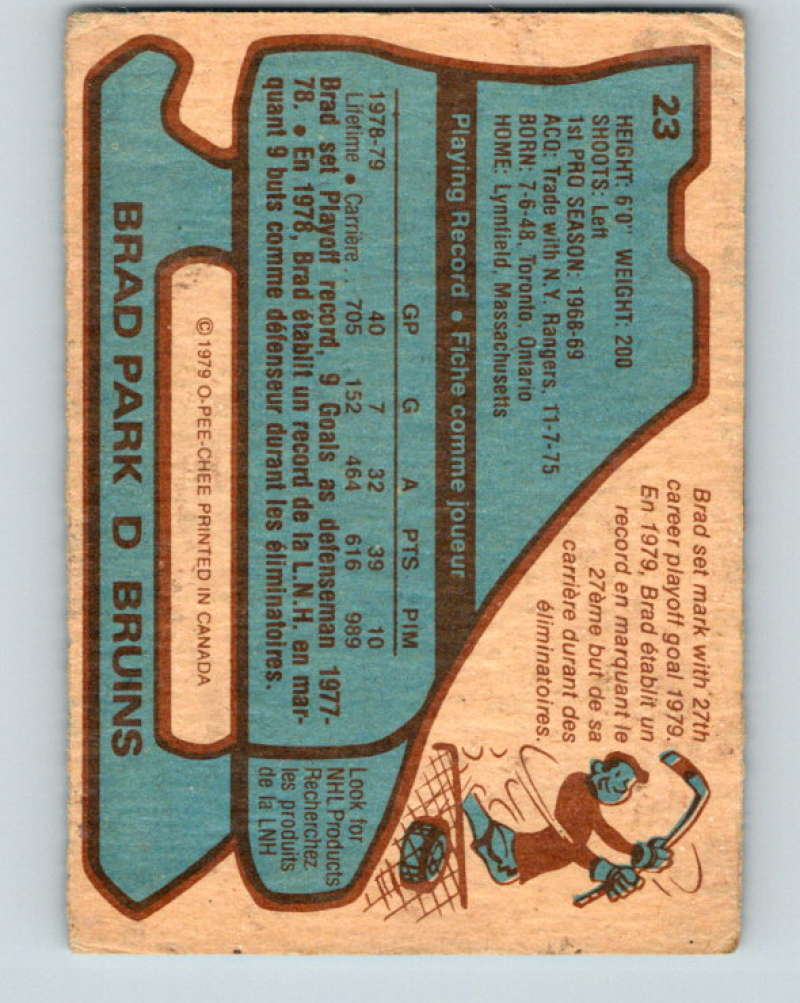 23
HEIGHT: 6'0" WEIGHT: 200
SHOOTS: Left
1st PRO SEASON: 1968-69
ACQ: Trade with N.Y. Rangers, 11-7-75
BORN: 7-6-48, Toronto, Ontario
HOME: Lynnfield, Massachusetts
Brad set mark with 27th
career playoff goal 1979.
En 1979, Brad établit un
record en marquant le
27ème but de sa
carrière durant des
éliminatoires.
Playing Record • Fiche comme joueur
GP G A PTS PIM
1978-79 40 7 32 39 10
Lifetime • Carrière . 705 152 464 616 989
Brad set Playoff record, 9 Goals as defenseman 1977-
78. • En 1978, Brad établit un record de la L.N.H. en mar-
quant 9 buts comme défenseur durant les éliminatoires.
Look for
NHL Products
Recherchez
les produits
de la LNH
© 1979 O-PEE-CHEE PRINTED IN CANADA
BRAD PARK D BRUINS